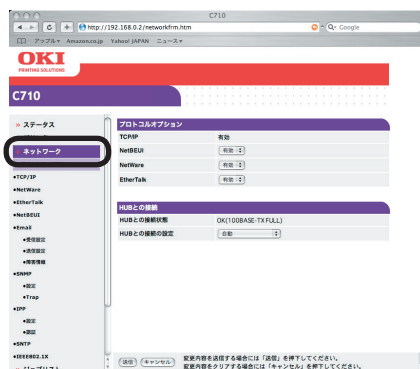 C710
http://192.168.0.2/networkfrm.htm
Q- Google
アップル▾ Amazon.co.jp Yahoo! JAPAN ニュース▾
OKI
PRINTING SOLUTIONS
C710
» ステータス
» ネットワーク
•TCP/IP
•NetWare
•EtherTalk
•NetBEUI
•Email
•受信設定
•送信設定
•障害情報
•SNMP
•設定
•Trap
•IPP
•設定
•認証
•SNTP
•IEEE802.1X
» ジョブリスト
プロトコルオプション
TCP/IP 有効
NetBEUI 有効
NetWare 有効
EtherTalk 有効
HUBとの接続
HUBとの接続状態 OK(100BASE-TX FULL)
HUBとの接続の設定 自動
送信 キャンセル 変更内容を送信する場合には「送信」を押下してください。
変更内容をクリアする場合には「キャンセル」を押下してください。